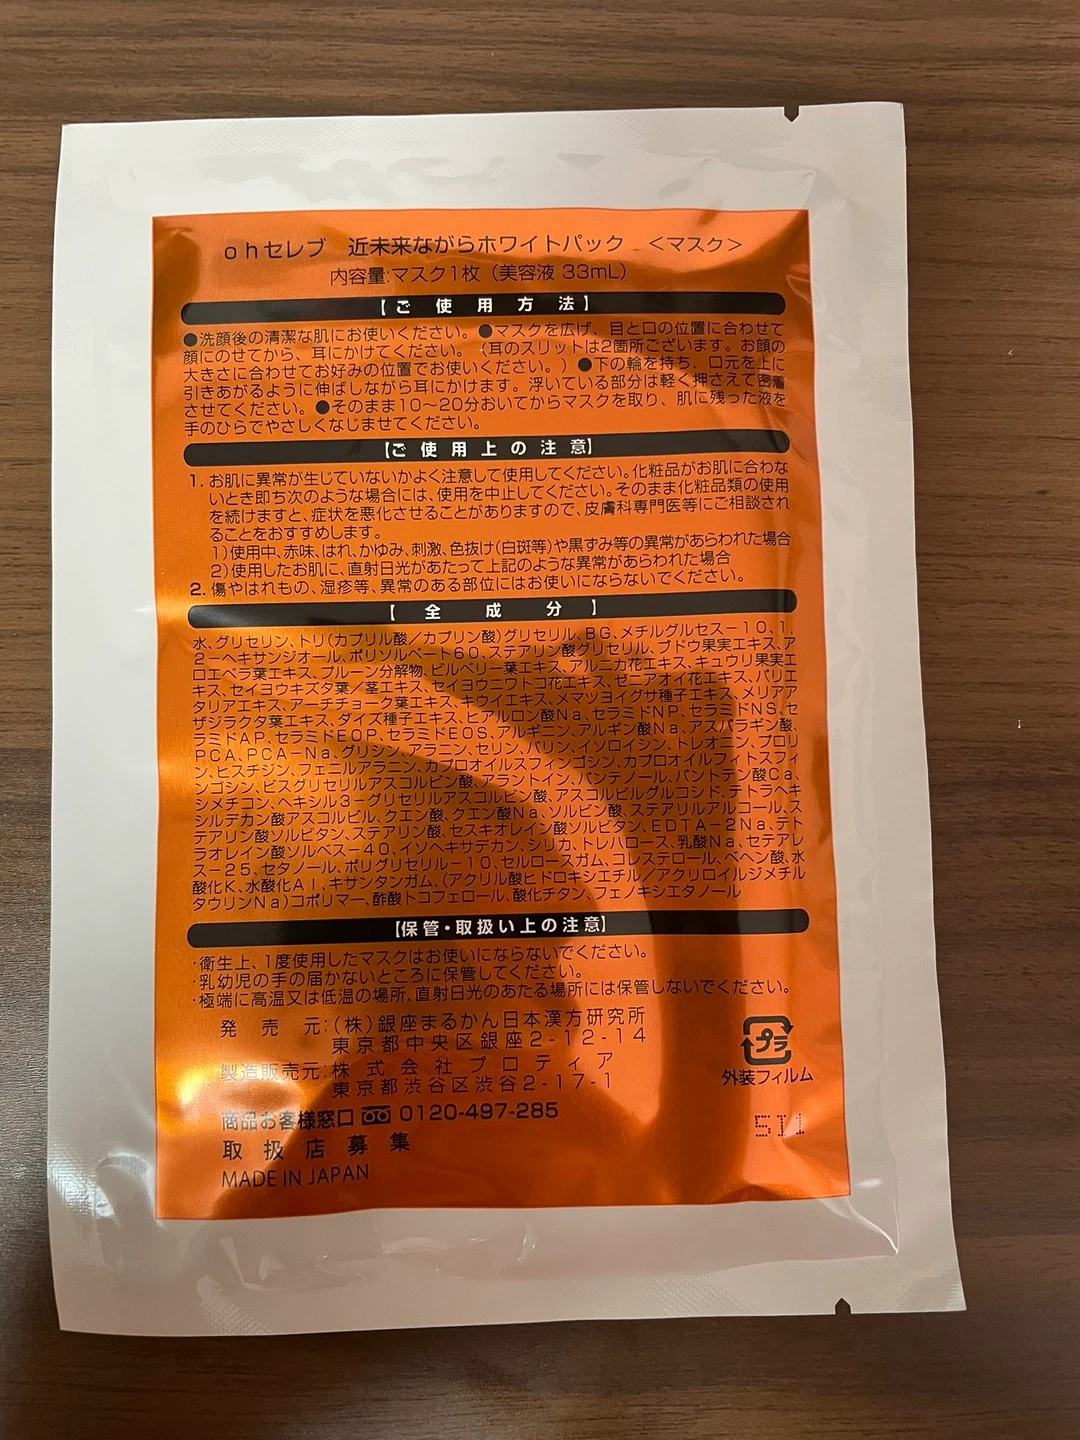 ohセレブ 近未来ながらホワイトパック <マスク>
内容量:マスク1枚(美容液 33mL)
【ご使用方法】
●洗顔後の清潔な肌にお使いください。●マスクを広げ、目と口の位置に合わせて
顔にのせてから、耳にかけてください。(耳のスリットは2箇所ございます。お顔の
大きさに合わせてお好みの位置でお使いください。)●下の輪を持ち、口元を上に
引きあがるように伸ばしながら耳にかけます。浮いている部分は軽く押さえて密着
させてください。●そのまま10〜20分おいてからマスクを取り、肌に残った液を
手のひらでやさしくなじませてください。
【ご使用上の注意】
1. お肌に異常が生じていないかよく注意して使用してください。化粧品がお肌に合わな
いとき即ち次のような場合には、使用を中止してください。そのまま化粧品類の使用
を続けますと、症状を悪化させることがありますので、皮膚科専門医等にご相談され
ることをおすすめします。
1)使用中、赤味、はれ、かゆみ、刺激、色抜け(白斑等)や黒ずみ等の異常があらわれた場合
2)使用したお肌に、直射日光があたって上記のような異常があらわれた場合
2. 傷やはれもの、湿疹等、異常のある部位にはお使いにならないでください。
【全成分】
水、グリセリン、トリ(カプリル酸/カプリン酸)グリセリル、BG、メチルグルセス-10、1,
2-ヘキサンジオール、ポリソルベート60、ステアリン酸グリセリル、ブドウ果実エキス、ア
ロエベラ葉エキス、プルーン分解物、ビルベリー葉エキス、アルニカ花エキス、キュウリ果実エ
キス、セイヨウキズタ葉/茎エキス、セイヨウニワトコ花エキス、ゼニアオイ花エキス、パリエ
タリアエキス、アーチチョーク葉エキス、キウイエキス、メマツヨイグサ種子エキス、メリアア
ザジラクタ葉エキス、ダイズ種子エキス、ヒアルロン酸Na、セラミドNP、セラミドNS、セ
ラミドAP、セラミドEOP、セラミドEOS、アルギニン、アルギン酸Na、アスパラギン酸、
PCA、PCA-Na、グリシン、アラニン、セリン、バリン、イソロイシン、トレオニン、プロリ
ン、ヒスチジン、フェニルアラニン、カプロオイルスフィンゴシン、カプロオイルフィトスフィ
ンゴシン、ビスグリセリルアスコルビン酸、アラントイン、パンテノール、パントテン酸Ca、
シメチコン、ヘキシル3-グリセリルアスコルビン酸、アスコルビルグルコシド、テトラヘキ
シルデカン酸アスコルビル、クエン酸、クエン酸Na、ソルビン酸、ステアリルアルコール、ス
テアリン酸ソルビタン、ステアリン酸、セスキオレイン酸ソルビタン、EDTA-2Na、テト
ラオレイン酸ソルベス-40、イソヘキサデカン、シリカ、トレハロース、乳酸Na、セテアレ
ス-25、セタノール、ポリグリセリル-10、セルロースガム、コレステロール、ベヘン酸、水
酸化K、水酸化Al、キサンタンガム、(アクリル酸ヒドロキシエチル/アクリロイルジメチル
タウリンNa)コポリマー、酢酸トコフェロール、酸化チタン、フェノキシエタノール
【保管・取扱い上の注意】
・衛生上、1度使用したマスクはお使いにならないでください。
・乳幼児の手の届かないところに保管してください。
・極端に高温又は低温の場所、直射日光のあたる場所には保管しないでください。
発売元:(株)銀座まるかん日本漢方研究所
東京都中央区銀座2-12-14
製造販売元:株式会社プロティア
東京都渋谷区渋谷2-17-1
商品お客様窓口 0120-497-285
取扱店募集
MADE IN JAPAN
プラ
外装フィルム
5I1